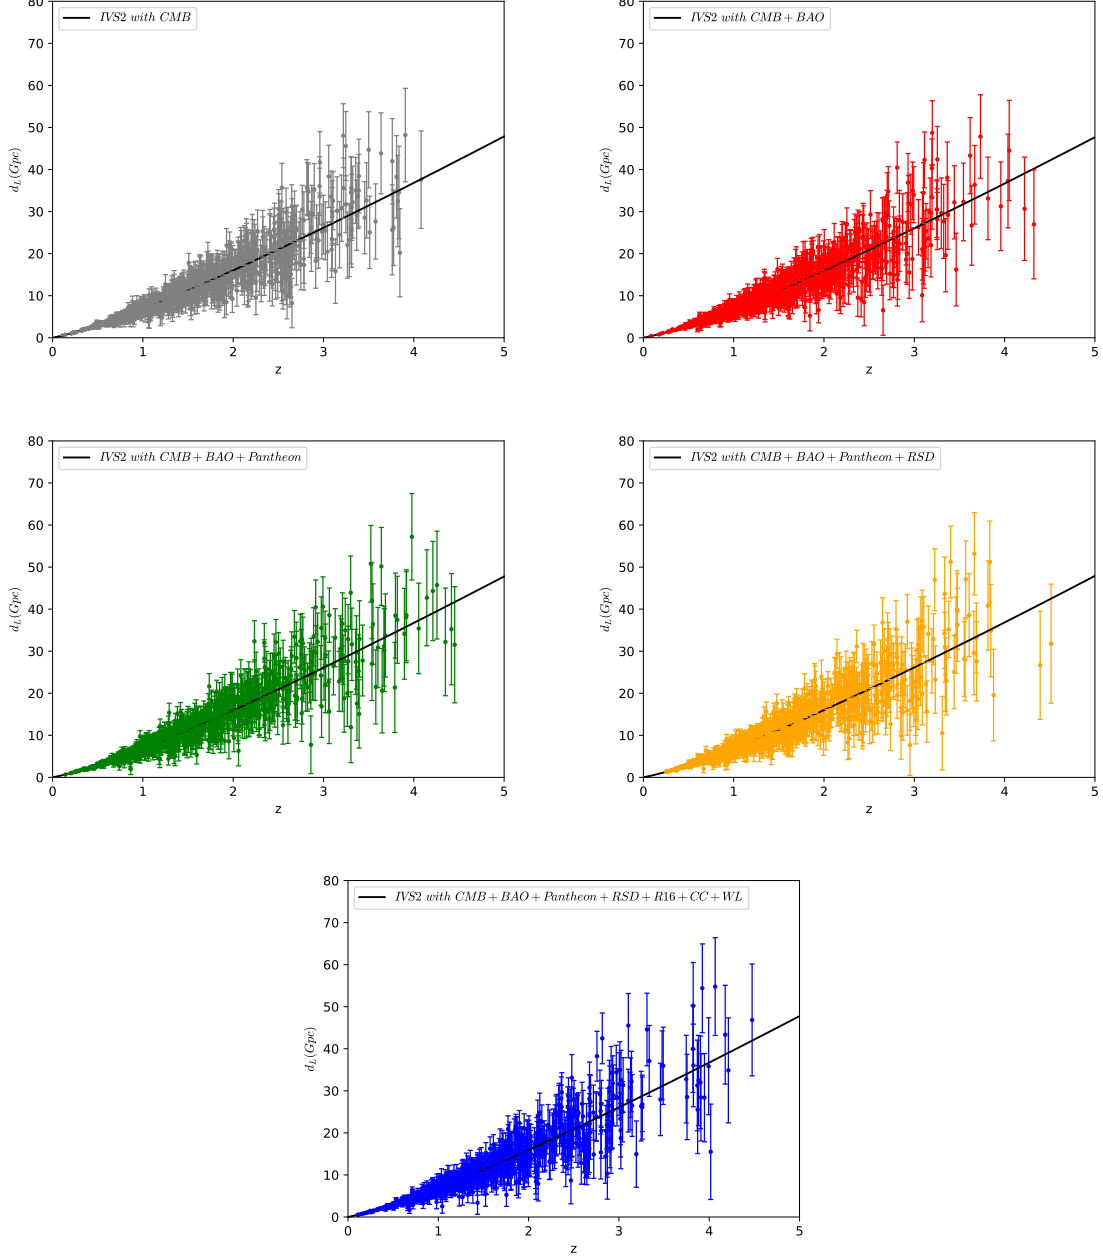 80
IVS2 with CMB
70
60
50
40
30
20
10
0
d_L(Gpc)
0 1 2 3 4 5
z
80
IVS2 with CMB + BAO
70
60
50
40
30
20
10
0
d_L(Gpc)
0 1 2 3 4 5
z
80
IVS2 with CMB + BAO + Pantheon
70
60
50
40
30
20
10
0
d_L(Gpc)
0 1 2 3 4 5
z
80
IVS2 with CMB + BAO + Pantheon + RSD
70
60
50
40
30
20
10
0
d_L(Gpc)
0 1 2 3 4 5
z
80
IVS2 with CMB + BAO + Pantheon + RSD + R16 + CC + WL
70
60
50
40
30
20
10
0
d_L(Gpc)
0 1 2 3 4 5
z